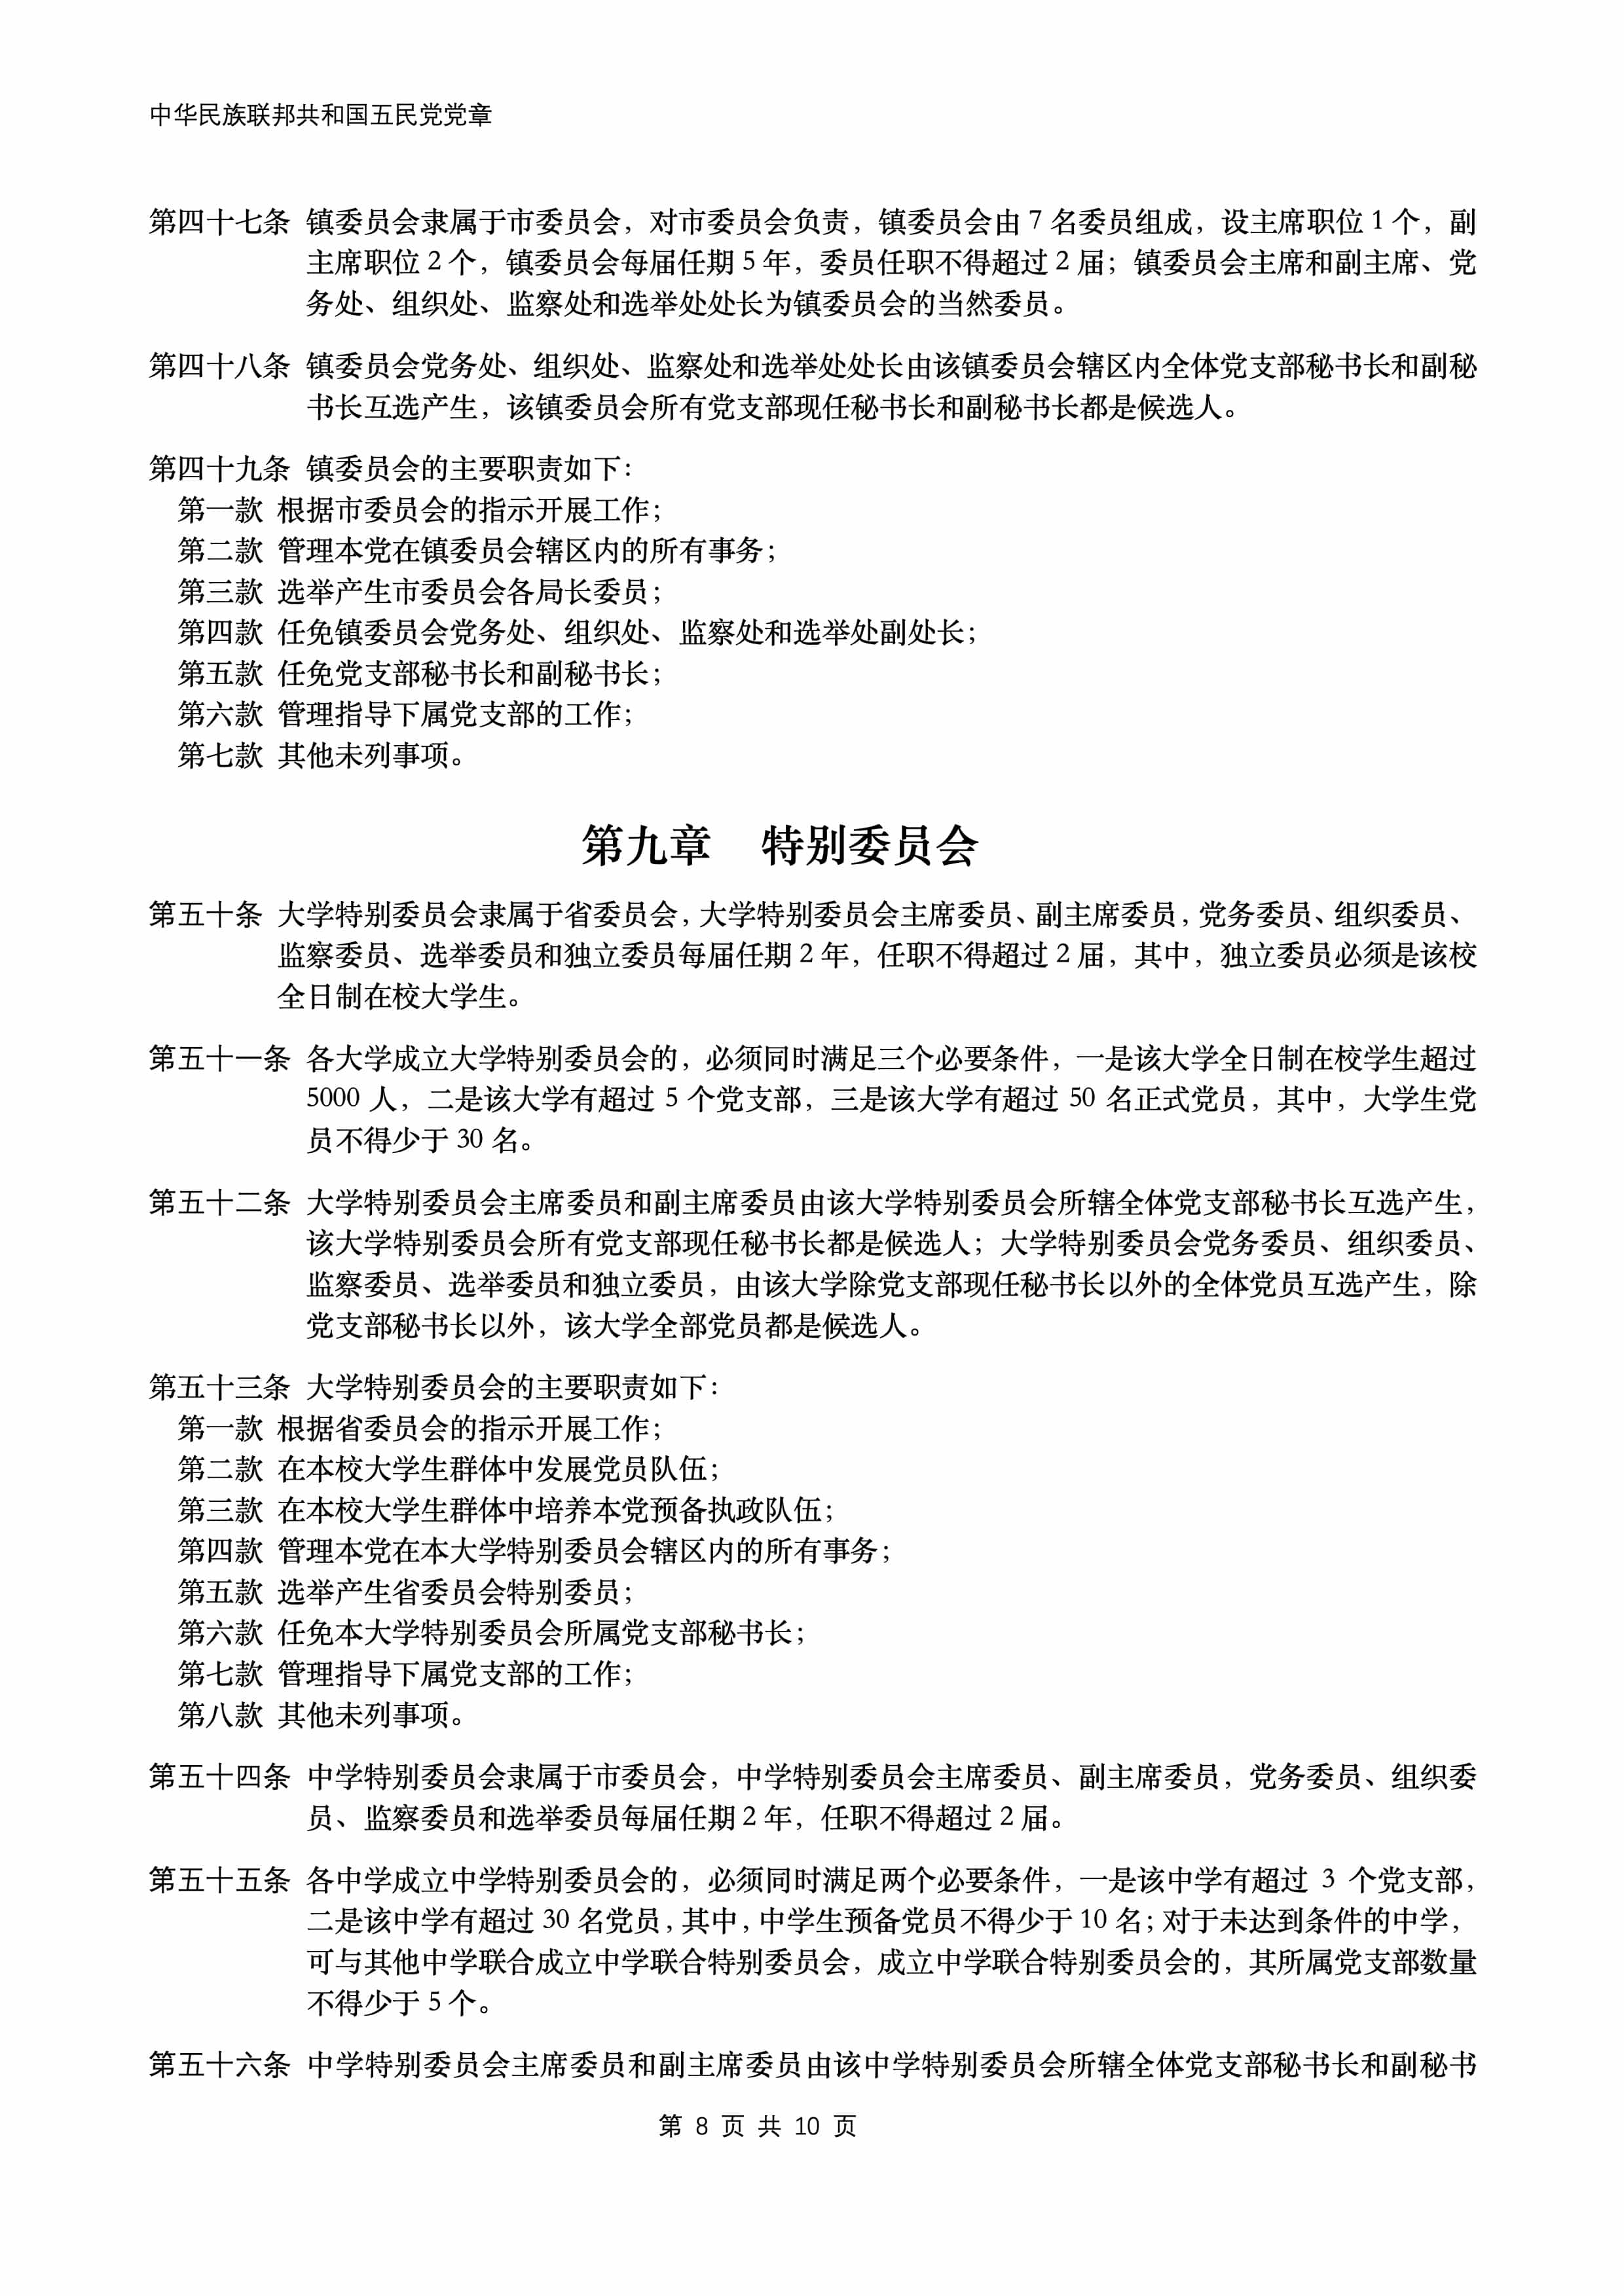 中华民族联邦共和国五民党党章
第四十七条 镇委员会隶属于市委员会，对市委员会负责，镇委员会由 7 名委员组成，设主席职位 1 个，副
主席职位 2 个，镇委员会每届任期 5 年，委员任职不得超过 2 届；镇委员会主席和副主席、党
务处、组织处、监察处和选举处处长为镇委员会的当然委员。
第四十八条 镇委员会党务处、组织处、监察处和选举处处长由该镇委员会辖区内全体党支部秘书长和副秘
书长互选产生，该镇委员会所有党支部现任秘书长和副秘书长都是候选人。
第四十九条 镇委员会的主要职责如下：
第一款 根据市委员会的指示开展工作；
第二款 管理本党在镇委员会辖区内的所有事务；
第三款 选举产生市委员会各局长委员；
第四款 任免镇委员会党务处、组织处、监察处和选举处副处长；
第五款 任免党支部秘书长和副秘书长；
第六款 管理指导下属党支部的工作；
第七款 其他未列事项。
第九章 特别委员会
第五十条 大学特别委员会隶属于省委员会，大学特别委员会主席委员、副主席委员，党务委员、组织委员、
监察委员、选举委员和独立委员每届任期 2 年，任职不得超过 2 届，其中，独立委员必须是该校
全日制在校大学生。
第五十一条 各大学成立大学特别委员会的，必须同时满足三个必要条件，一是该大学全日制在校学生超过
5000 人，二是该大学有超过 5 个党支部，三是该大学有超过 50 名正式党员，其中，大学生党
员不得少于 30 名。
第五十二条 大学特别委员会主席委员和副主席委员由该大学特别委员会所辖全体党支部秘书长互选产生，
该大学特别委员会所有党支部现任秘书长都是候选人；大学特别委员会党务委员、组织委员、
监察委员、选举委员和独立委员，由该大学除党支部现任秘书长以外的全体党员互选产生，除
党支部秘书长以外，该大学全部党员都是候选人。
第五十三条 大学特别委员会的主要职责如下：
第一款 根据省委员会的指示开展工作；
第二款 在本校大学生群体中发展党员队伍；
第三款 在本校大学生群体中培养本党预备执政队伍；
第四款 管理本党在本大学特别委员会辖区内的所有事务；
第五款 选举产生省委员会特别委员；
第六款 任免本大学特别委员会所属党支部秘书长；
第七款 管理指导下属党支部的工作；
第八款 其他未列事项。
第五十四条 中学特别委员会隶属于市委员会，中学特别委员会主席委员、副主席委员，党务委员、组织委
员、监察委员和选举委员每届任期 2 年，任职不得超过 2 届。
第五十五条 各中学成立中学特别委员会的，必须同时满足两个必要条件，一是该中学有超过 3 个党支部，
二是该中学有超过 30 名党员，其中，中学生预备党员不得少于 10 名；对于未达到条件的中学，
可与其他中学联合成立中学联合特别委员会，成立中学联合特别委员会的，其所属党支部数量
不得少于 5 个。
第五十六条 中学特别委员会主席委员和副主席委员由该中学特别委员会所辖全体党支部秘书长和副秘书
第 8 页 共 10 页